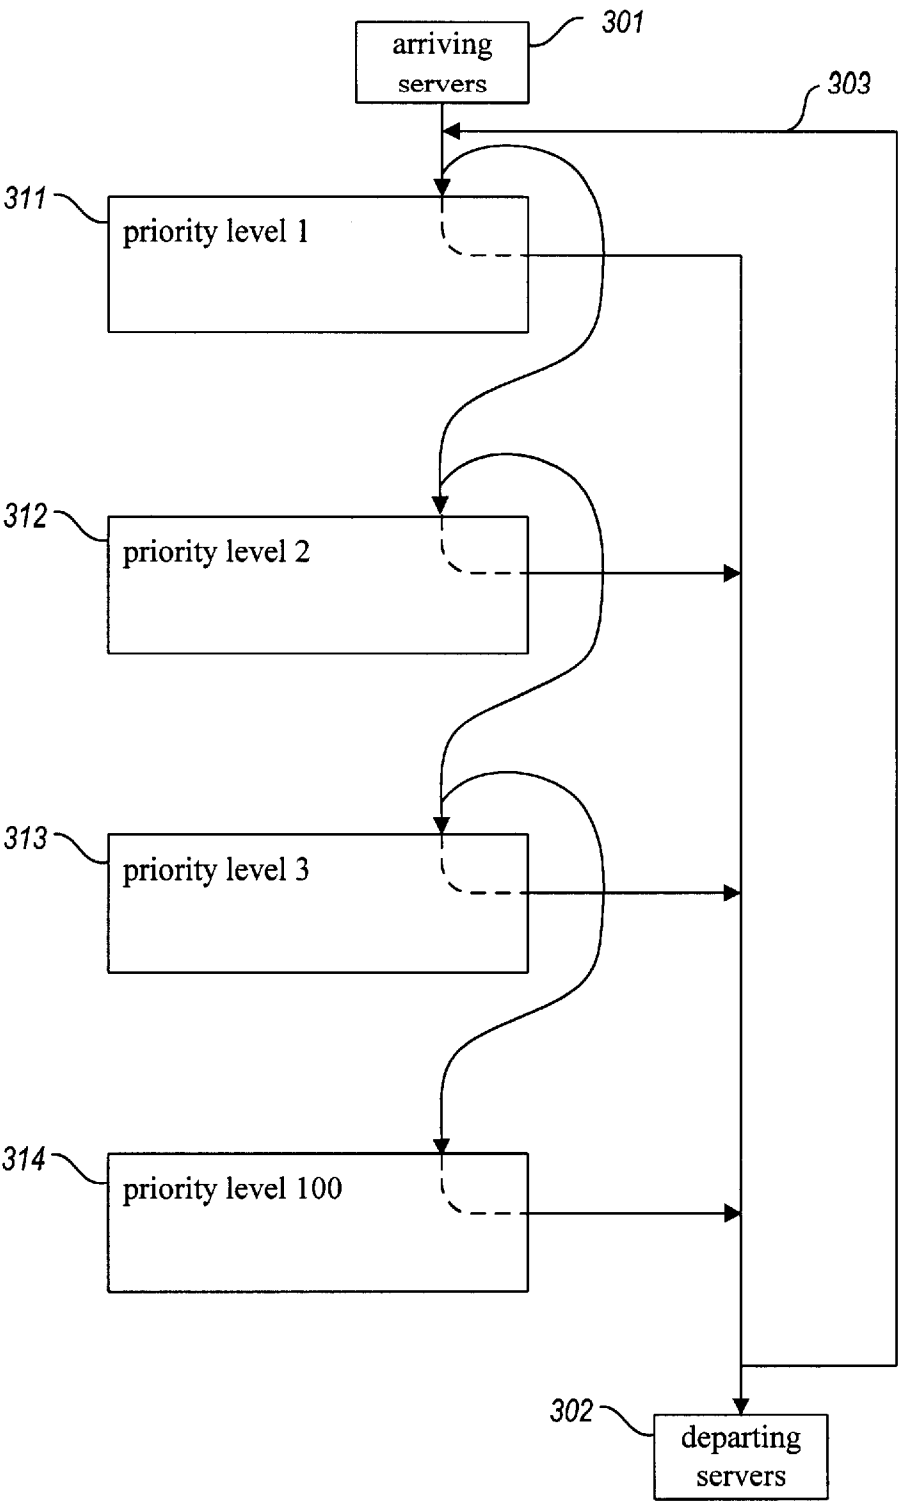 301
arriving
servers
303
311
priority level 1
312
priority level 2
313
priority level 3
314
priority level 100
302
departing
servers